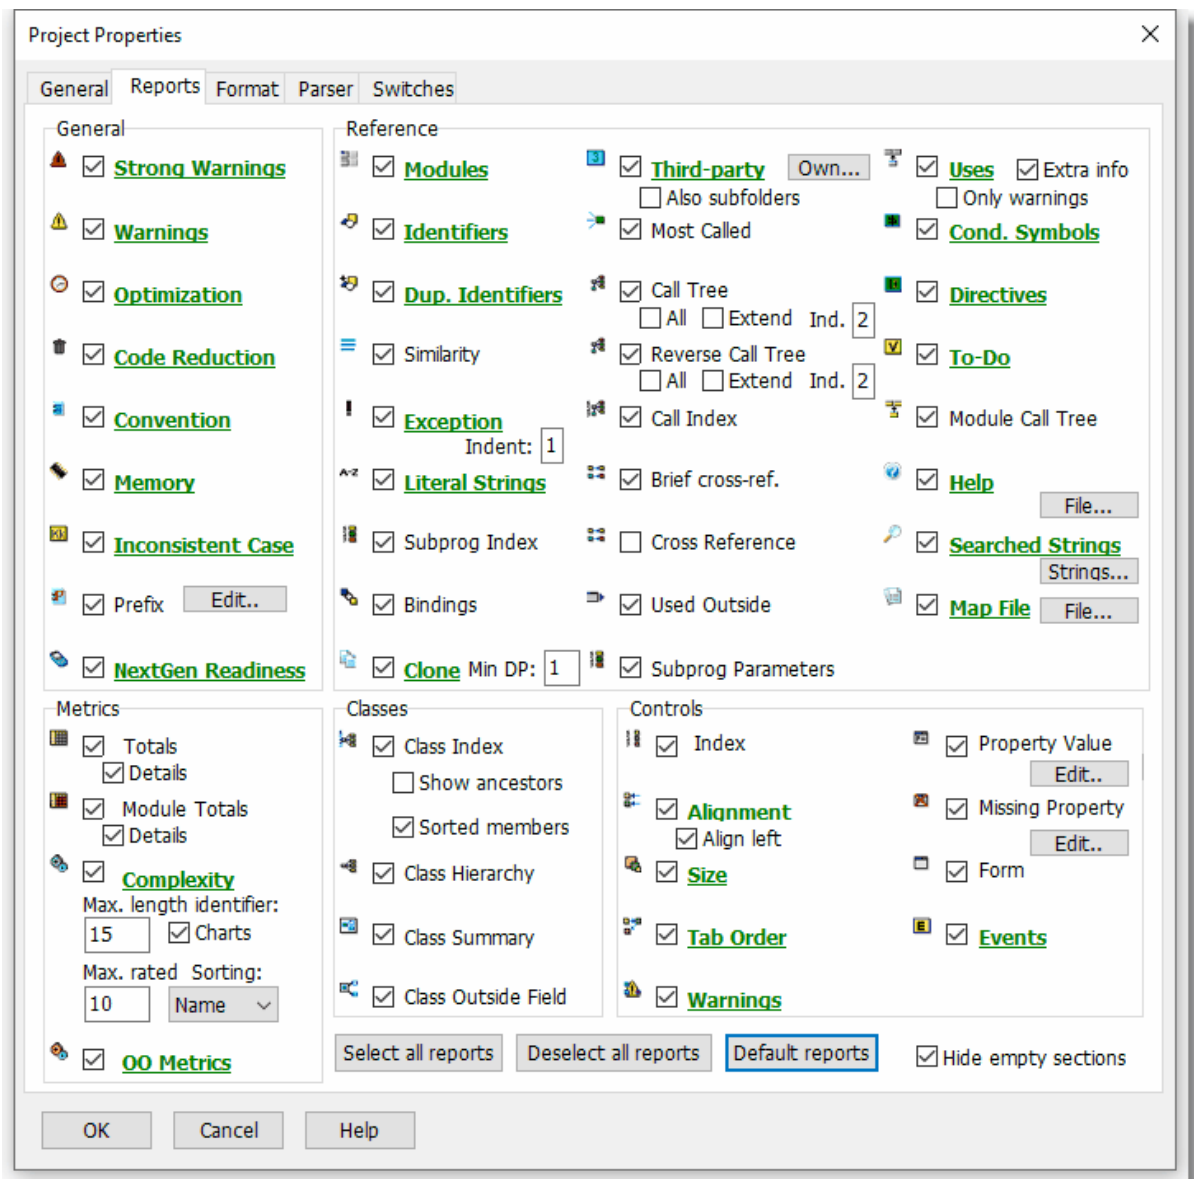 Project Properties
General Reports Format Parser Switches
General
Strong Warnings
Warnings
Optimization
Code Reduction
Convention
Memory
Inconsistent Case
Prefix Edit..
NextGen Readiness
Reference
Modules
Identifiers
Dup. Identifiers
Similarity
Exception
Indent: 1
Literal Strings
Subprog Index
Bindings
Clone Min DP: 1
Third-party Own...
Also subfolders
Most Called
Call Tree
All Extend Ind. 2
Reverse Call Tree
All Extend Ind. 2
Call Index
Brief cross-ref.
Cross Reference
Used Outside
Subprog Parameters
Uses Extra info
Only warnings
Cond. Symbols
Directives
To-Do
Module Call Tree
Help
File...
Searched Strings
Strings...
Map File File...
Metrics
Totals
Details
Module Totals
Details
Complexity
Max. length identifier:
15 Charts
Max. rated Sorting:
10 Name
OO Metrics
Classes
Class Index
Show ancestors
Sorted members
Class Hierarchy
Class Summary
Class Outside Field
Controls
Index
Alignment
Align left
Size
Tab Order
Warnings
Property Value
Edit..
Missing Property
Edit..
Form
Events
Select all reports Deselect all reports Default reports Hide empty sections
OK Cancel Help